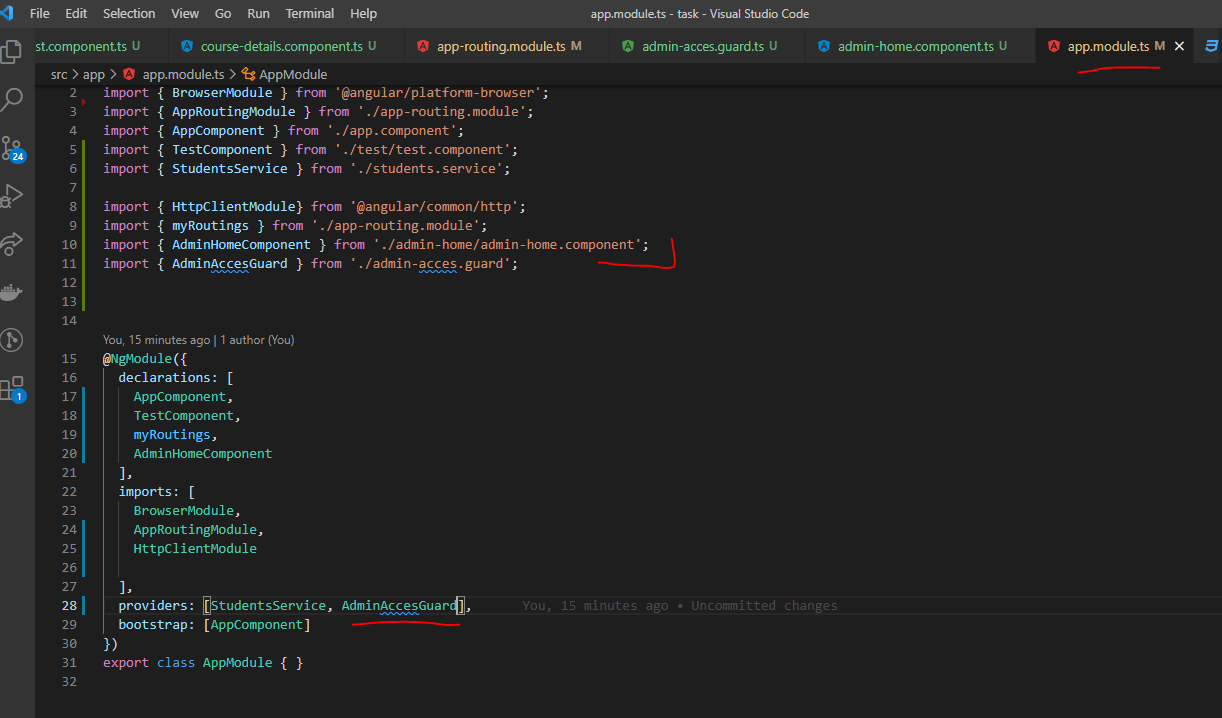 File Edit Selection View Go Run Terminal Help app.module.ts - task - Visual Studio Code
st.component.ts U course-details.component.ts U app-routing.module.ts M admin-acces.guard.ts U admin-home.component.ts U app.module.ts M
src > app > app.module.ts > AppModule
2 import { BrowserModule } from '@angular/platform-browser';
3 import { AppRoutingModule } from './app-routing.module';
4 import { AppComponent } from './app.component';
5 import { TestComponent } from './test/test.component';
6 import { StudentsService } from './students.service';
7
8 import { HttpClientModule} from '@angular/common/http';
9 import { myRoutings } from './app-routing.module';
10 import { AdminHomeComponent } from './admin-home/admin-home.component';
11 import { AdminAccesGuard } from './admin-acces.guard';
12
13
14
You, 15 minutes ago | 1 author (You)
15 @NgModule({
16 declarations: [
17 AppComponent,
18 TestComponent,
19 myRoutings,
20 AdminHomeComponent
21 ],
22 imports: [
23 BrowserModule,
24 AppRoutingModule,
25 HttpClientModule
26
27 ],
28 providers: [StudentsService, AdminAccesGuard], You, 15 minutes ago • Uncommitted changes
29 bootstrap: [AppComponent]
30 })
31 export class AppModule { }
32
24
1